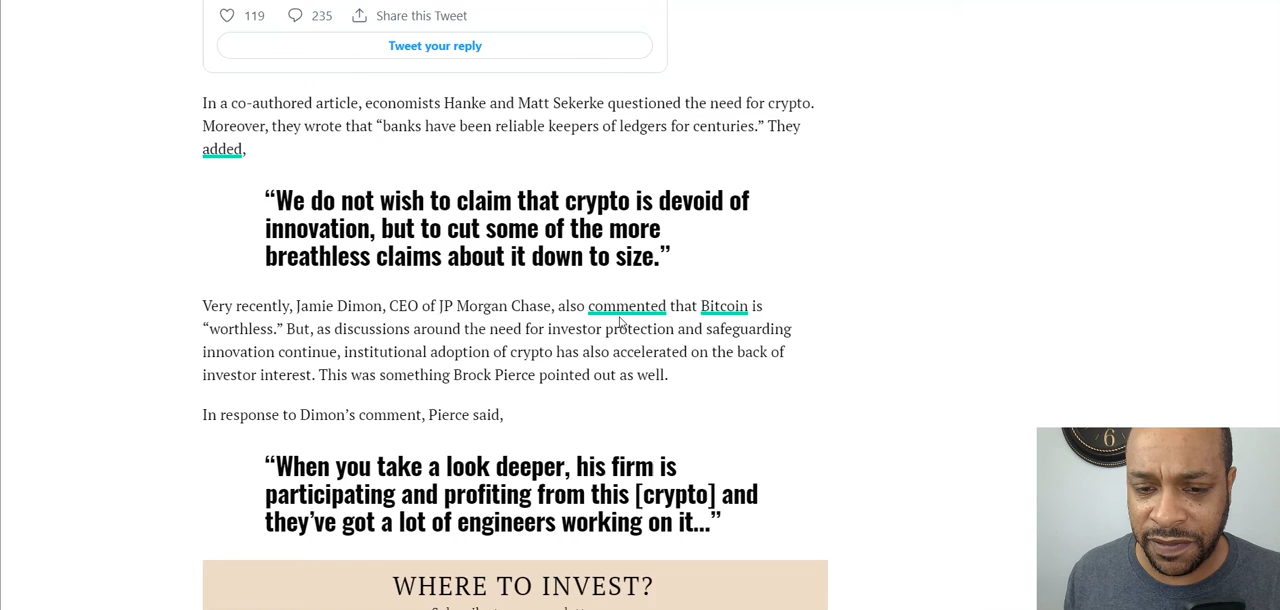 119 235 Share this Tweet
Tweet your reply
In a co-authored article, economists Hanke and Matt Sekerke questioned the need for crypto.
Moreover, they wrote that “banks have been reliable keepers of ledgers for centuries.” They
added,
“We do not wish to claim that crypto is devoid of
innovation, but to cut some of the more
breathless claims about it down to size.”
Very recently, Jamie Dimon, CEO of JP Morgan Chase, also commented that Bitcoin is
“worthless.” But, as discussions around the need for investor protection and safeguarding
innovation continue, institutional adoption of crypto has also accelerated on the back of
investor interest. This was something Brock Pierce pointed out as well.
In response to Dimon’s comment, Pierce said,
“When you take a look deeper, his firm is
participating and profiting from this [crypto] and
they’ve got a lot of engineers working on it...”
WHERE TO INVEST?
6